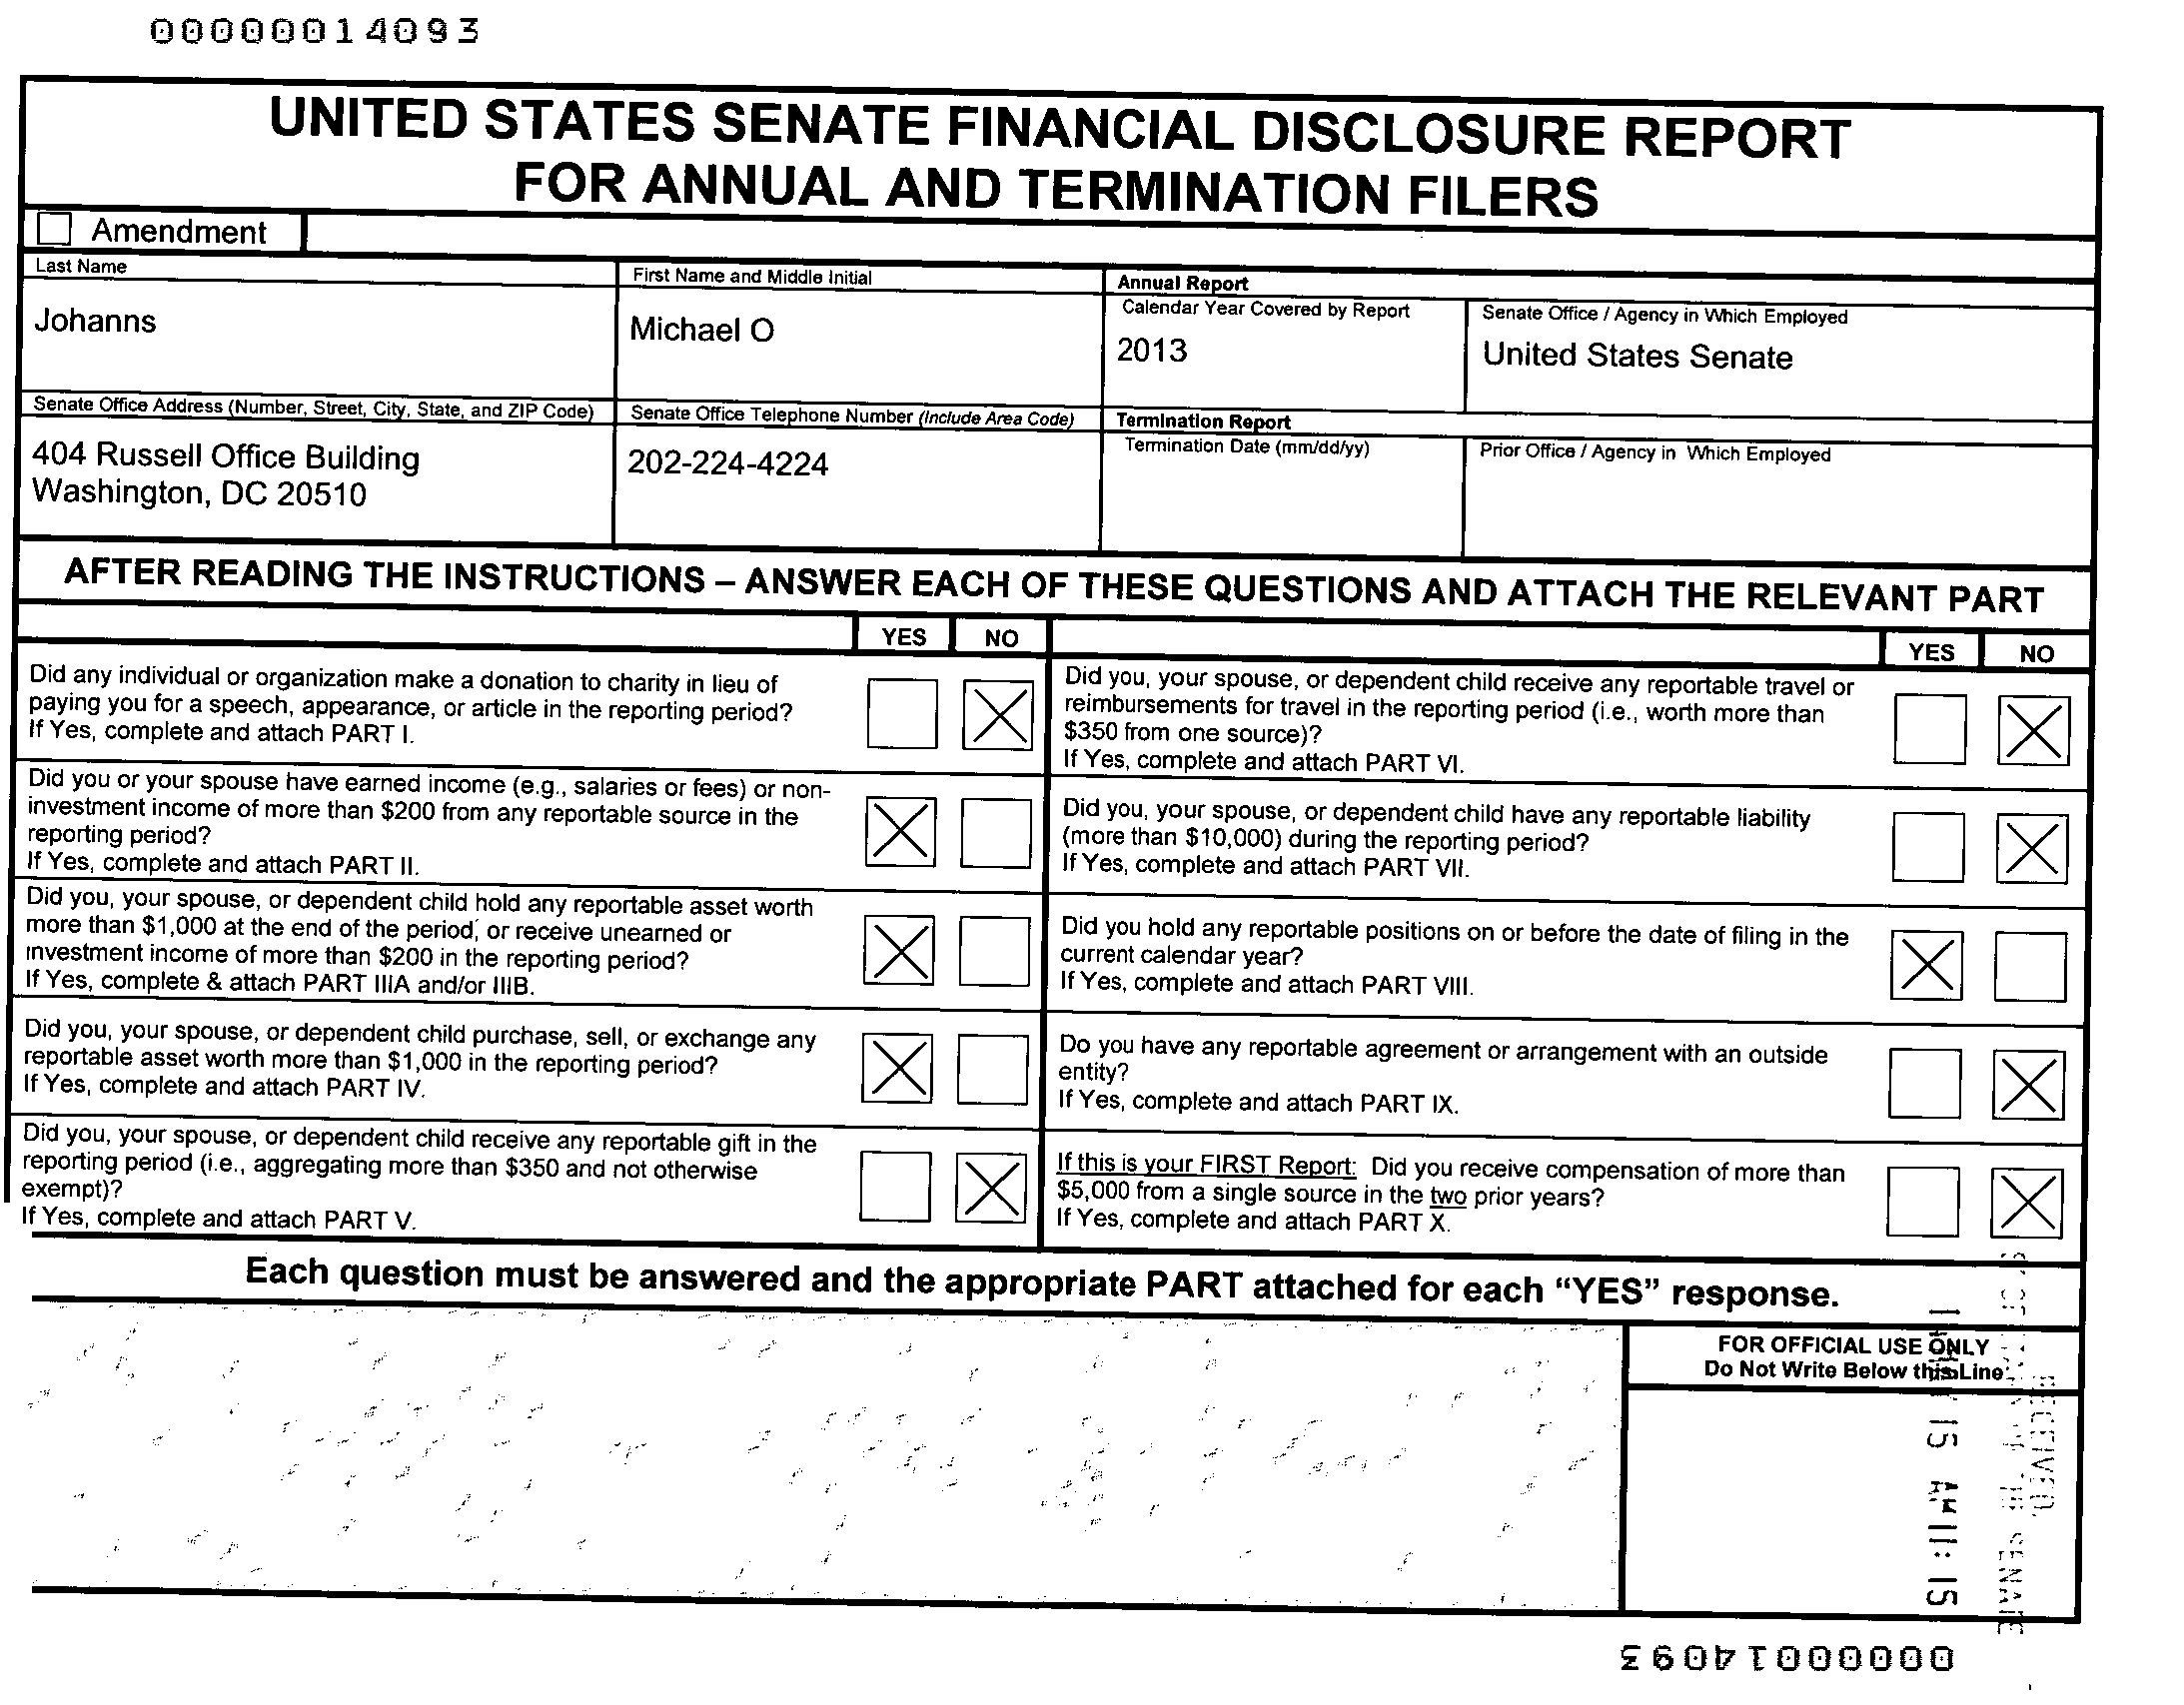 00000014093
UNITED STATES SENATE FINANCIAL DISCLOSURE REPORT
FOR ANNUAL AND TERMINATION FILERS
Amendment
Last Name
Johanns
First Name and Middle Initial
Michael O
Annual Report
Calendar Year Covered by Report
2013
Senate Office / Agency in Which Employed
United States Senate
Senate Office Address (Number, Street, City, State, and ZIP Code)
404 Russell Office Building
Washington, DC 20510
Senate Office Telephone Number (Include Area Code)
202-224-4224
Termination Report
Termination Date (mm/dd/yy)
Prior Office / Agency in Which Employed
AFTER READING THE INSTRUCTIONS – ANSWER EACH OF THESE QUESTIONS AND ATTACH THE RELEVANT PART
YES NO
Did any individual or organization make a donation to charity in lieu of
paying you for a speech, appearance, or article in the reporting period?
If Yes, complete and attach PART I.
Did you or your spouse have earned income (e.g., salaries or fees) or non-
investment income of more than $200 from any reportable source in the
reporting period?
If Yes, complete and attach PART II.
Did you, your spouse, or dependent child hold any reportable asset worth
more than $1,000 at the end of the period, or receive unearned or
investment income of more than $200 in the reporting period?
If Yes, complete & attach PART IIIA and/or IIIB.
Did you, your spouse, or dependent child purchase, sell, or exchange any
reportable asset worth more than $1,000 in the reporting period?
If Yes, complete and attach PART IV.
Did you, your spouse, or dependent child receive any reportable gift in the
reporting period (i.e., aggregating more than $350 and not otherwise
exempt)?
If Yes, complete and attach PART V.
YES NO
Did you, your spouse, or dependent child receive any reportable travel or
reimbursements for travel in the reporting period (i.e., worth more than
$350 from one source)?
If Yes, complete and attach PART VI.
Did you, your spouse, or dependent child have any reportable liability
(more than $10,000) during the reporting period?
If Yes, complete and attach PART VII.
Did you hold any reportable positions on or before the date of filing in the
current calendar year?
If Yes, complete and attach PART VIII.
Do you have any reportable agreement or arrangement with an outside
entity?
If Yes, complete and attach PART IX.
If this is your FIRST Report: Did you receive compensation of more than
$5,000 from a single source in the two prior years?
If Yes, complete and attach PART X.
Each question must be answered and the appropriate PART attached for each “YES” response.
FOR OFFICIAL USE ONLY
Do Not Write Below this Line
RECEIVED
SENATE
15 AM 11: 15
00000014093